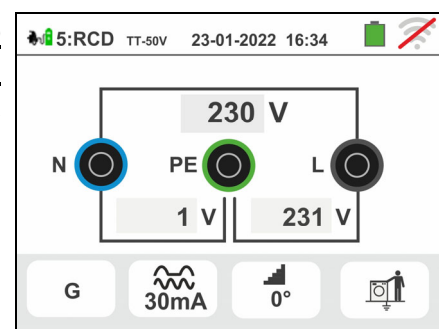 5:RCD TT-50V 23-01-2022 16:34
230 V
N PE L
1 V 231 V
G 30mA 0°